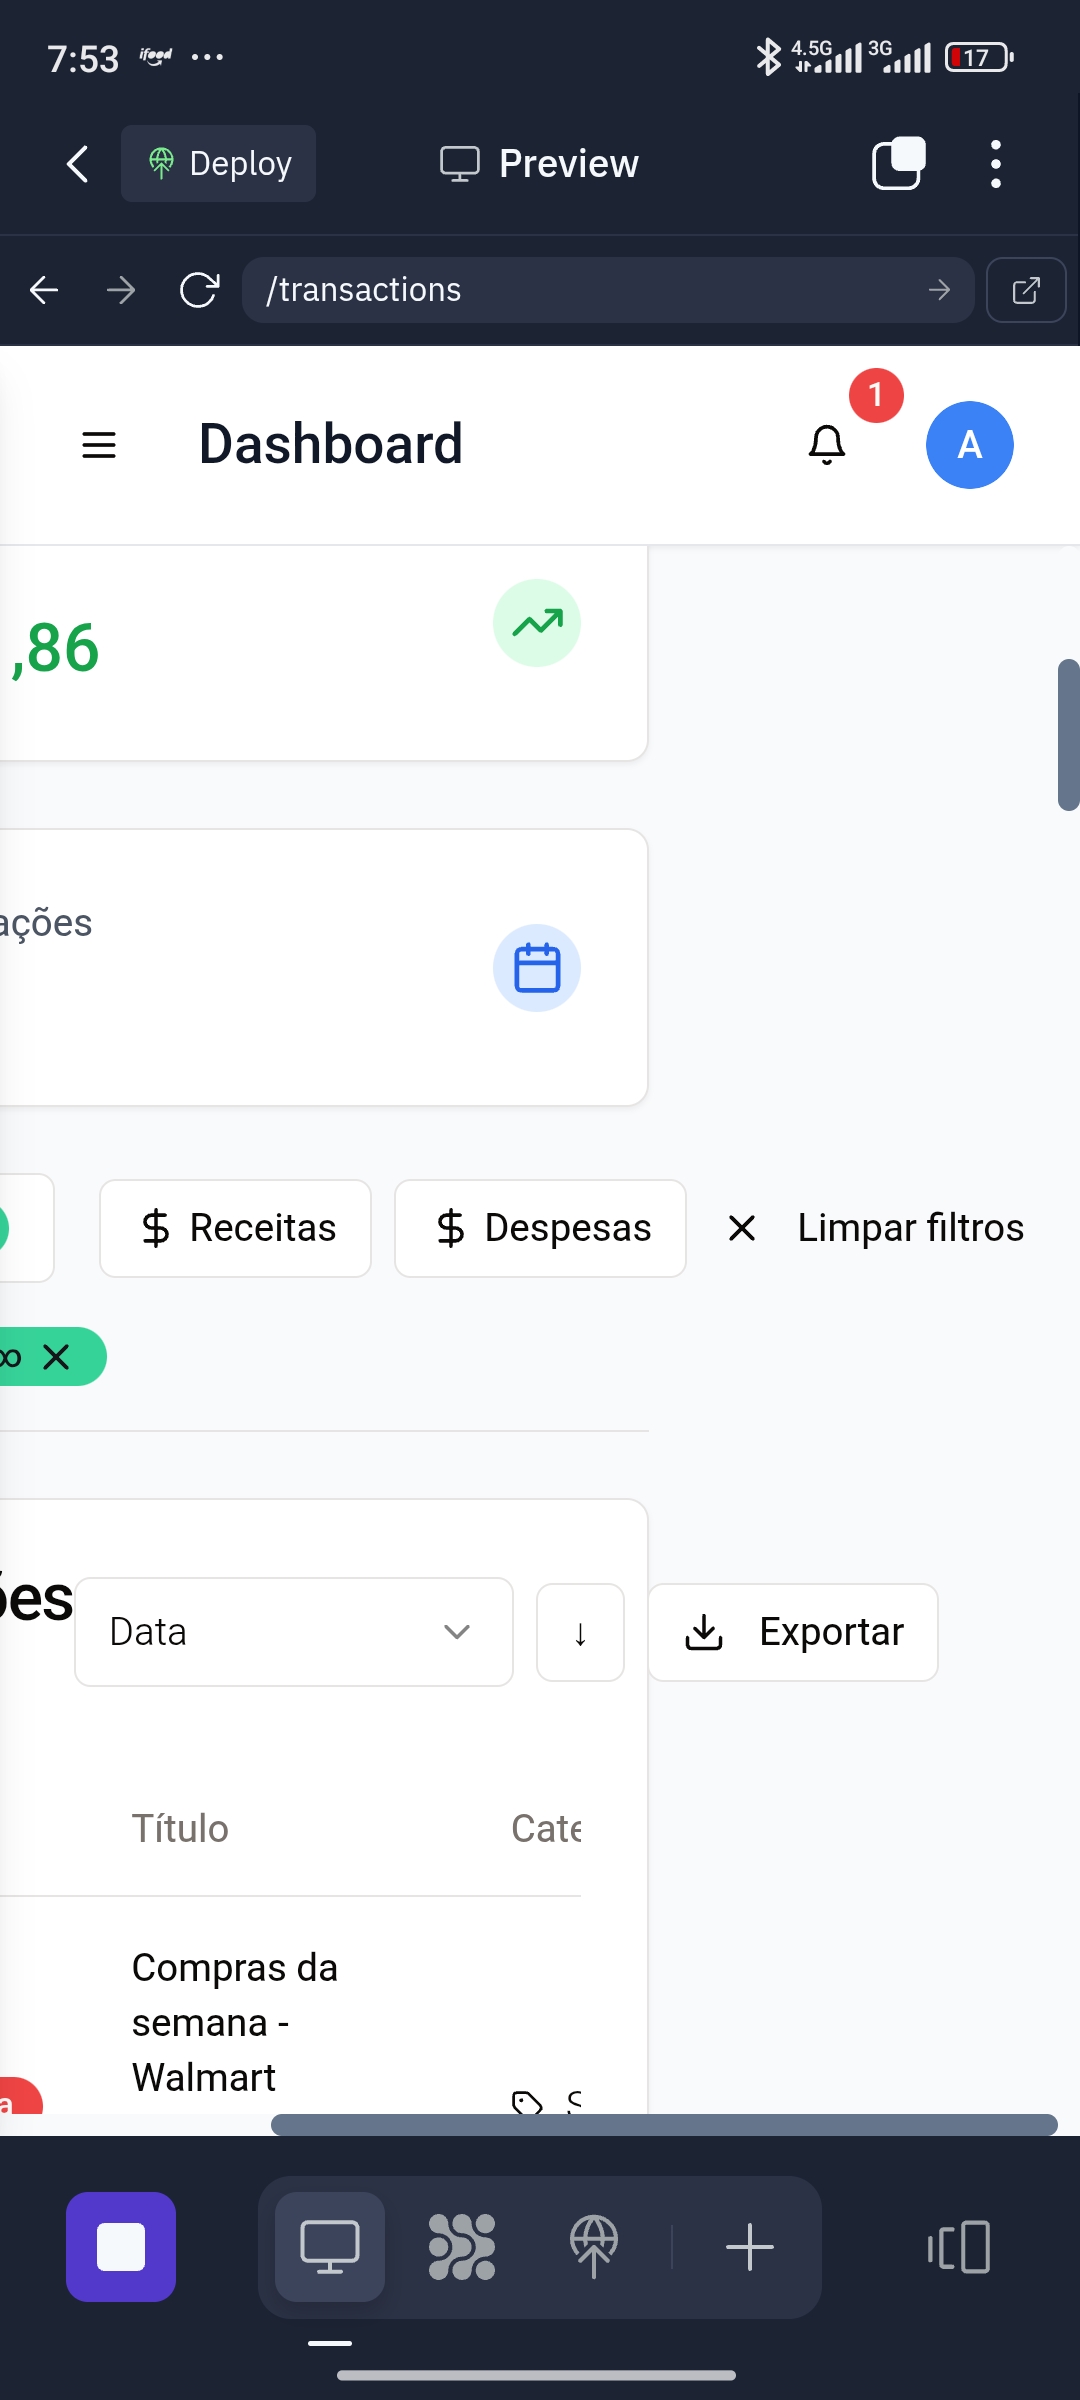 7:53 ifood ... 4.5G 3G 17
Deploy Preview
/transactions
Dashboard 1 A
,86
ações
$ Receitas $ Despesas Limpar filtros
∞
ões Data ↓ Exportar
Título Cate
Compras da
semana -
Walmart
a S